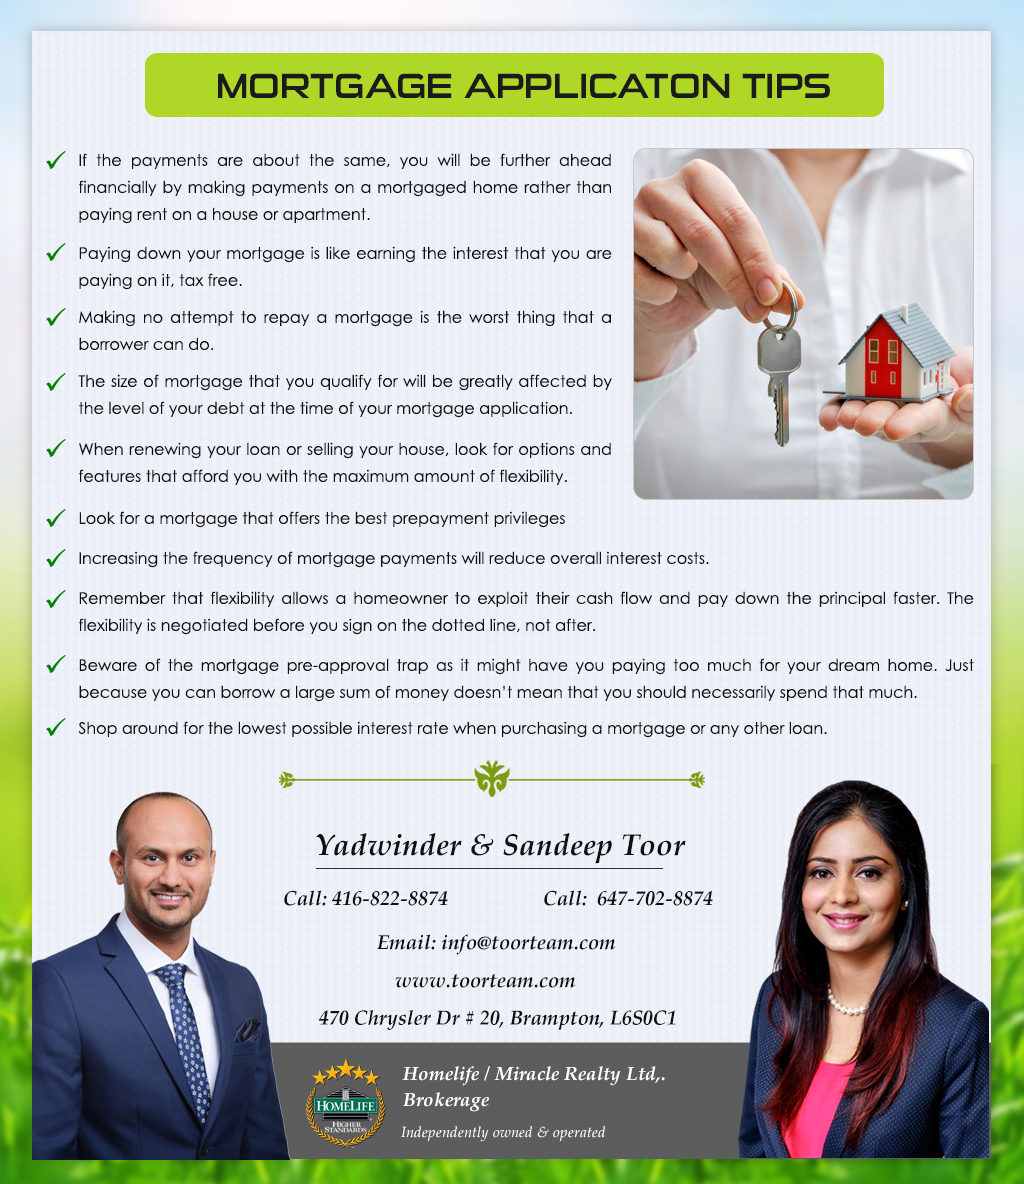 MORTGAGE APPLICATON TIPS
If the payments are about the same, you will be further ahead
financially by making payments on a mortgaged home rather than
paying rent on a house or apartment.
Paying down your mortgage is like earning the interest that you are
paying on it, tax free.
Making no attempt to repay a mortgage is the worst thing that a
borrower can do.
The size of mortgage that you qualify for will be greatly affected by
the level of your debt at the time of your mortgage application.
When renewing your loan or selling your house, look for options and
features that afford you with the maximum amount of flexibility.
Look for a mortgage that offers the best prepayment privileges
Increasing the frequency of mortgage payments will reduce overall interest costs.
Remember that flexibility allows a homeowner to exploit their cash flow and pay down the principal faster. The
flexibility is negotiated before you sign on the dotted line, not after.
Beware of the mortgage pre-approval trap as it might have you paying too much for your dream home. Just
because you can borrow a large sum of money doesn't mean that you should necessarily spend that much.
Shop around for the lowest possible interest rate when purchasing a mortgage or any other loan.
Yadwinder & Sandeep Toor
Call: 416-822-8874 Call: 647-702-8874
Email: info@toorteam.com
www.toorteam.com
470 Chrysler Dr # 20, Brampton, L6S0C1
Homelife / Miracle Realty Ltd,.
Brokerage
Independently owned & operated
HOMELIFE
HIGHER
STANDARDS